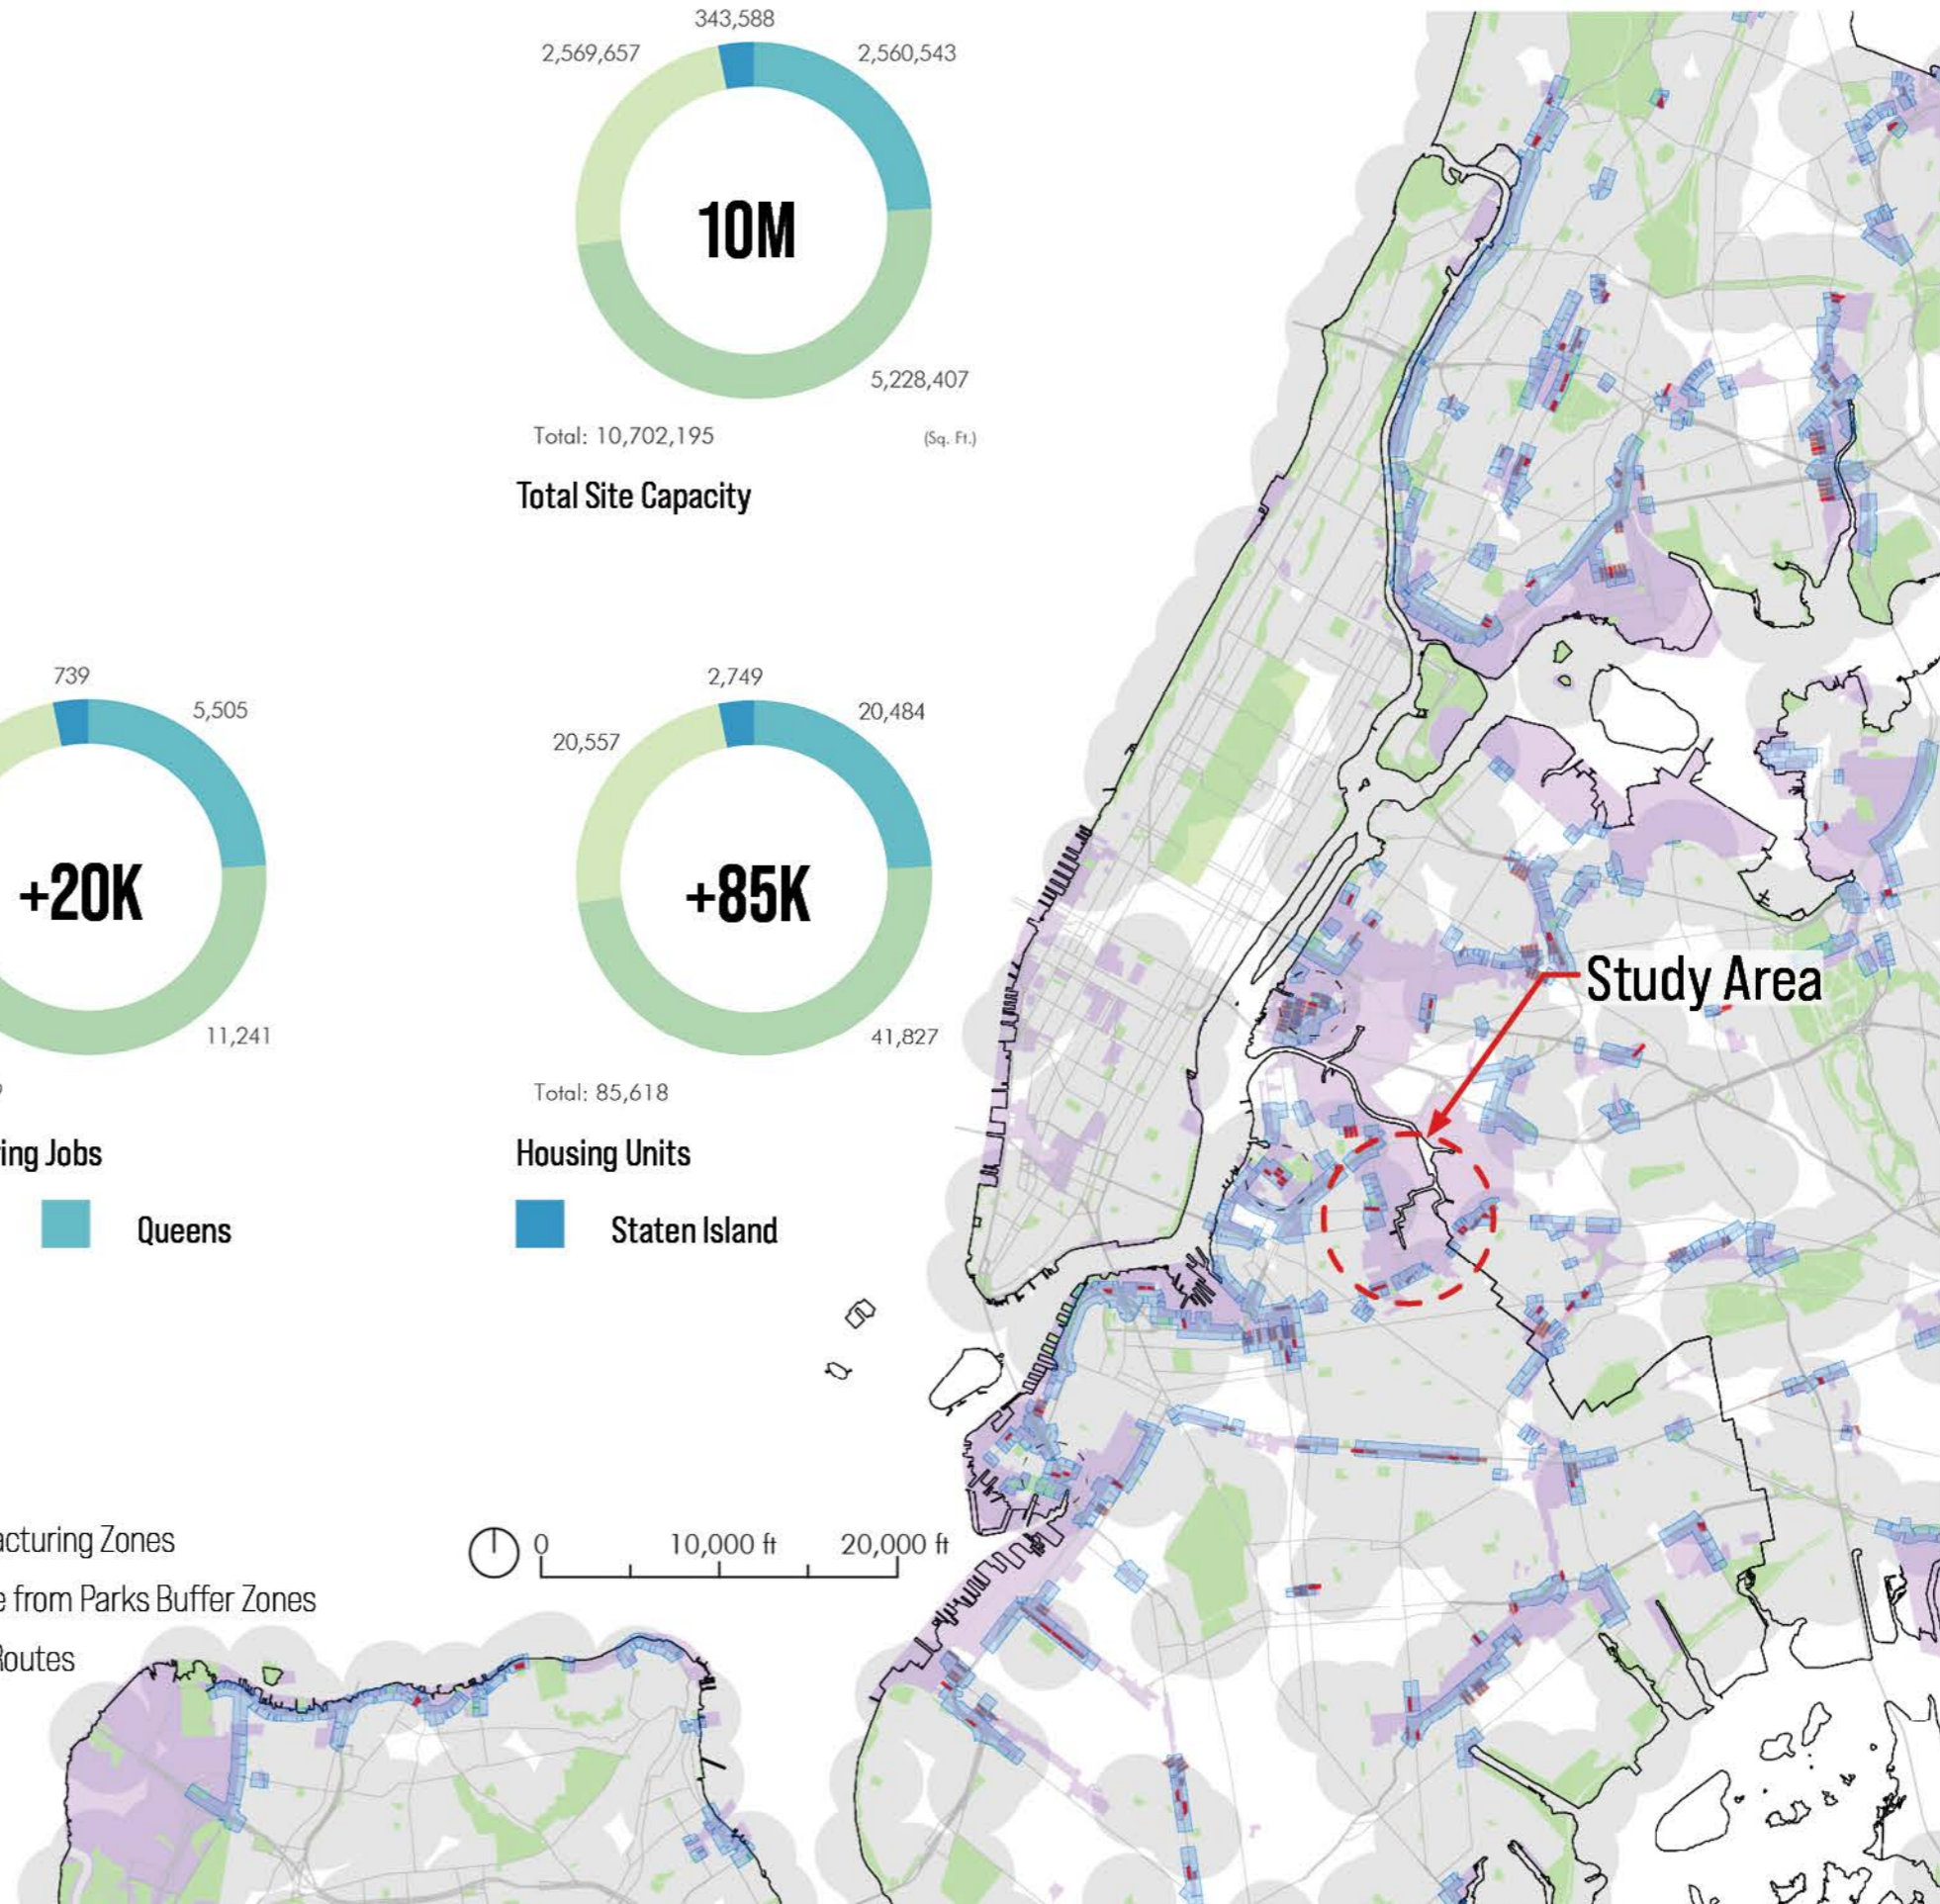 343,588
2,569,657
2,560,543
10M
5,228,407
Total: 10,702,195
(Sq. Ft.)
Total Site Capacity
739
5,505
+20K
11,241
ing Jobs
2,749
20,484
20,557
+85K
41,827
Total: 85,618
Housing Units
Queens
Staten Island
Study Area
acturing Zones
e from Parks Buffer Zones
Routes
0
10,000 ft
20,000 ft